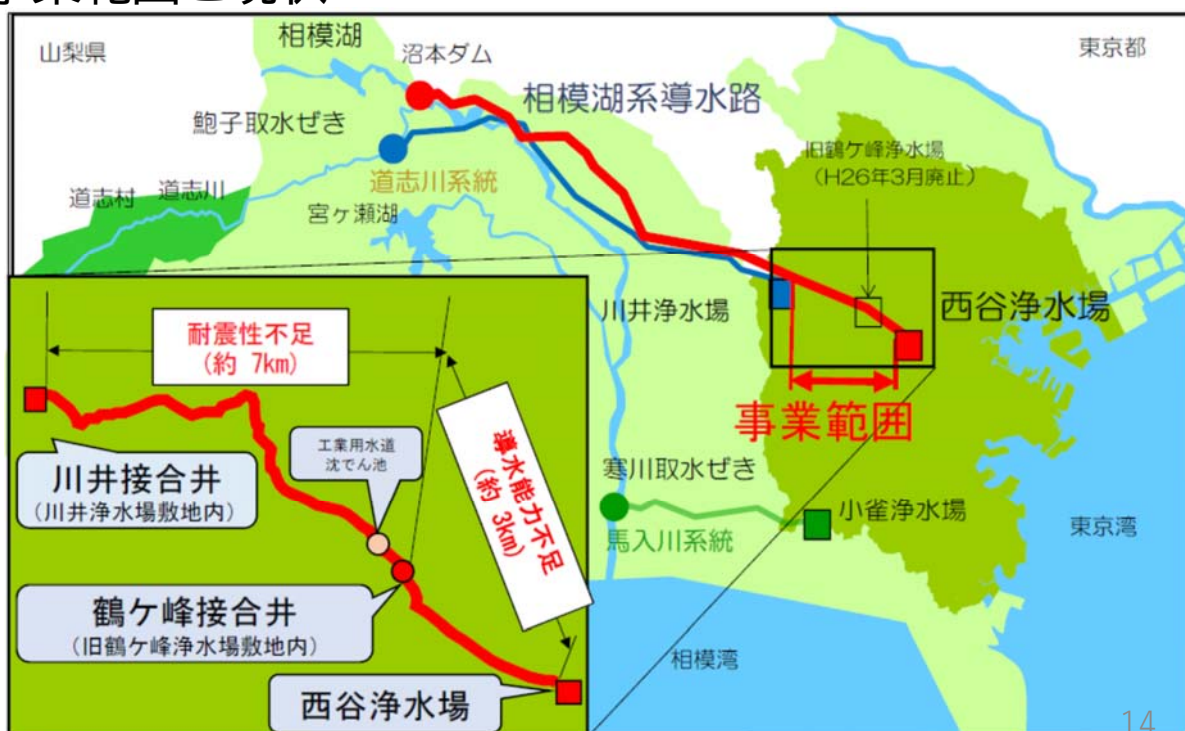 山梨県
相模湖
沼本ダム
東京都
相模湖系導水路
鮑子取水ぜき
旧鶴ケ峰浄水場
(H26年3月廃止)
道志川系統
道志村
道志川
宮ヶ瀬湖
川井浄水場
西谷浄水場
事業範囲
寒川取水ぜき
小雀浄水場
馬入川系統
東京湾
相模湾
耐震性不足
(約 7km)
導水能力不足
(約 3km)
工業用水道
沈でん池
川井接合井
(川井浄水場敷地内)
鶴ケ峰接合井
(旧鶴ケ峰浄水場敷地内)
西谷浄水場
14